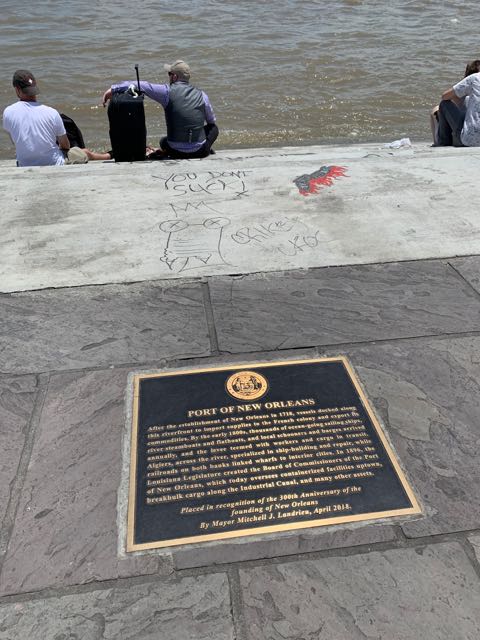 YOU DON'T
SUCK!
PORT OF NEW ORLEANS
After the establishment of New Orleans in 1718, vessels docked along
this riverfront to import supplies to the French colony and export its
commodities. By the early 1800s, thousands of ocean-going sailing ships,
river steamboats and flatboats, and local schooners and barges arrived
annually, and the levee teemed with workers and cargo in transit.
Algiers, across the river, specialized in ship-building and repair, while
railroads on both banks linked wharfs to interior cities. In 1896, the
Louisiana Legislature created the Board of Commissioners of the Port
of New Orleans, which today oversees containerized facilities uptown,
breakbulk cargo along the Industrial Canal, and many other assets.
Placed in recognition of the 300th Anniversary of the
founding of New Orleans
By Mayor Mitchell J. Landrieu, April 2018.